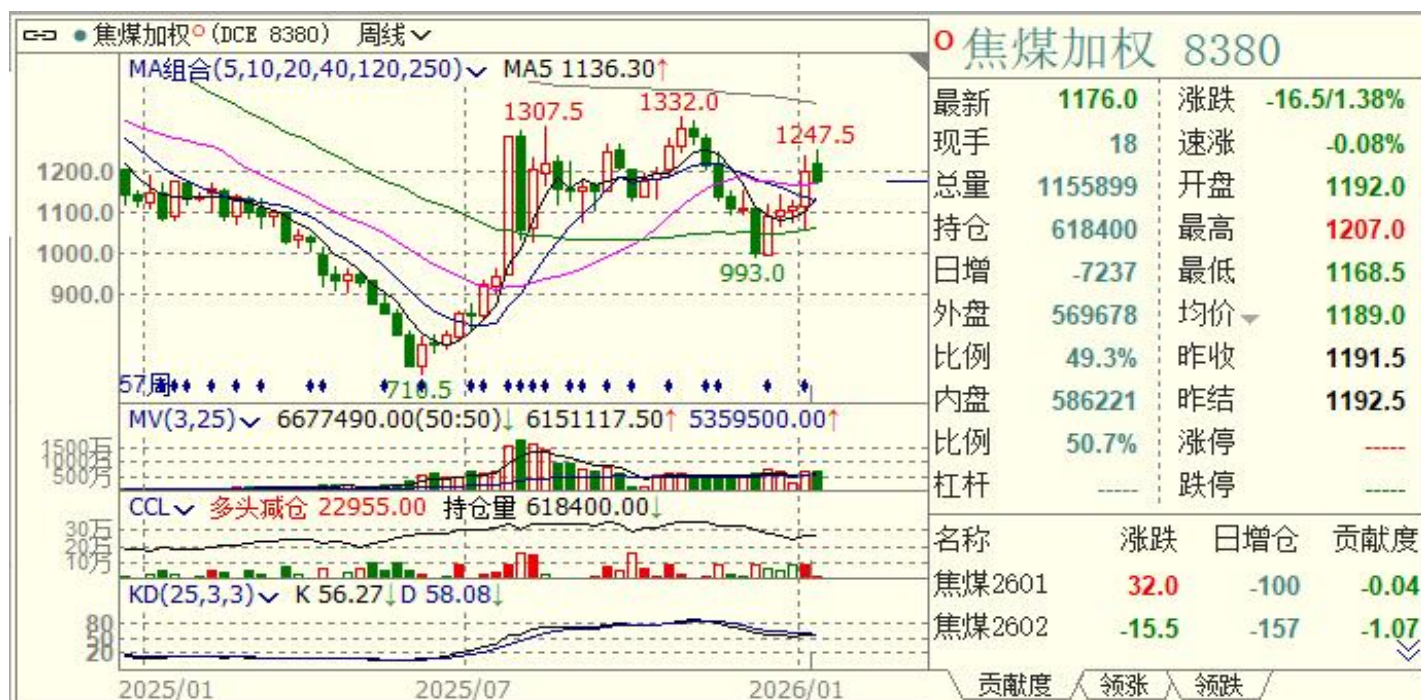 焦煤加权 (DCE 8380) 周线
MA组合(5,10,20,40,120,250) MA5 1136.30↑
1307.5
1332.0
1247.5
1200.0
1100.0
1000.0
900.0
993.0
57周
710.5
MV(3,25) 6677490.00(50:50)↓ 6151117.50↑ 5359500.00↑
1500万
1000万
500万
CCL 多头减仓 22955.00 持仓量 618400.00↓
30万
20万
10万
KD(25,3,3) K 56.27↓ D 58.08↓
80
50
20
2025/01 2025/07 2026/01
焦煤加权 8380
最新 1176.0 涨跌 -16.5/1.38%
现手 18 速涨 -0.08%
总量 1155899 开盘 1192.0
持仓 618400 最高 1207.0
日增 -7237 最低 1168.5
外盘 569678 均价 1189.0
比例 49.3% 昨收 1191.5
内盘 586221 昨结 1192.5
比例 50.7% 涨停 -----
杠杆 ----- 跌停 -----
名称 涨跌 日增仓 贡献度
焦煤2601 32.0 -100 -0.04
焦煤2602 -15.5 -157 -1.07
贡献度 领涨 领跌